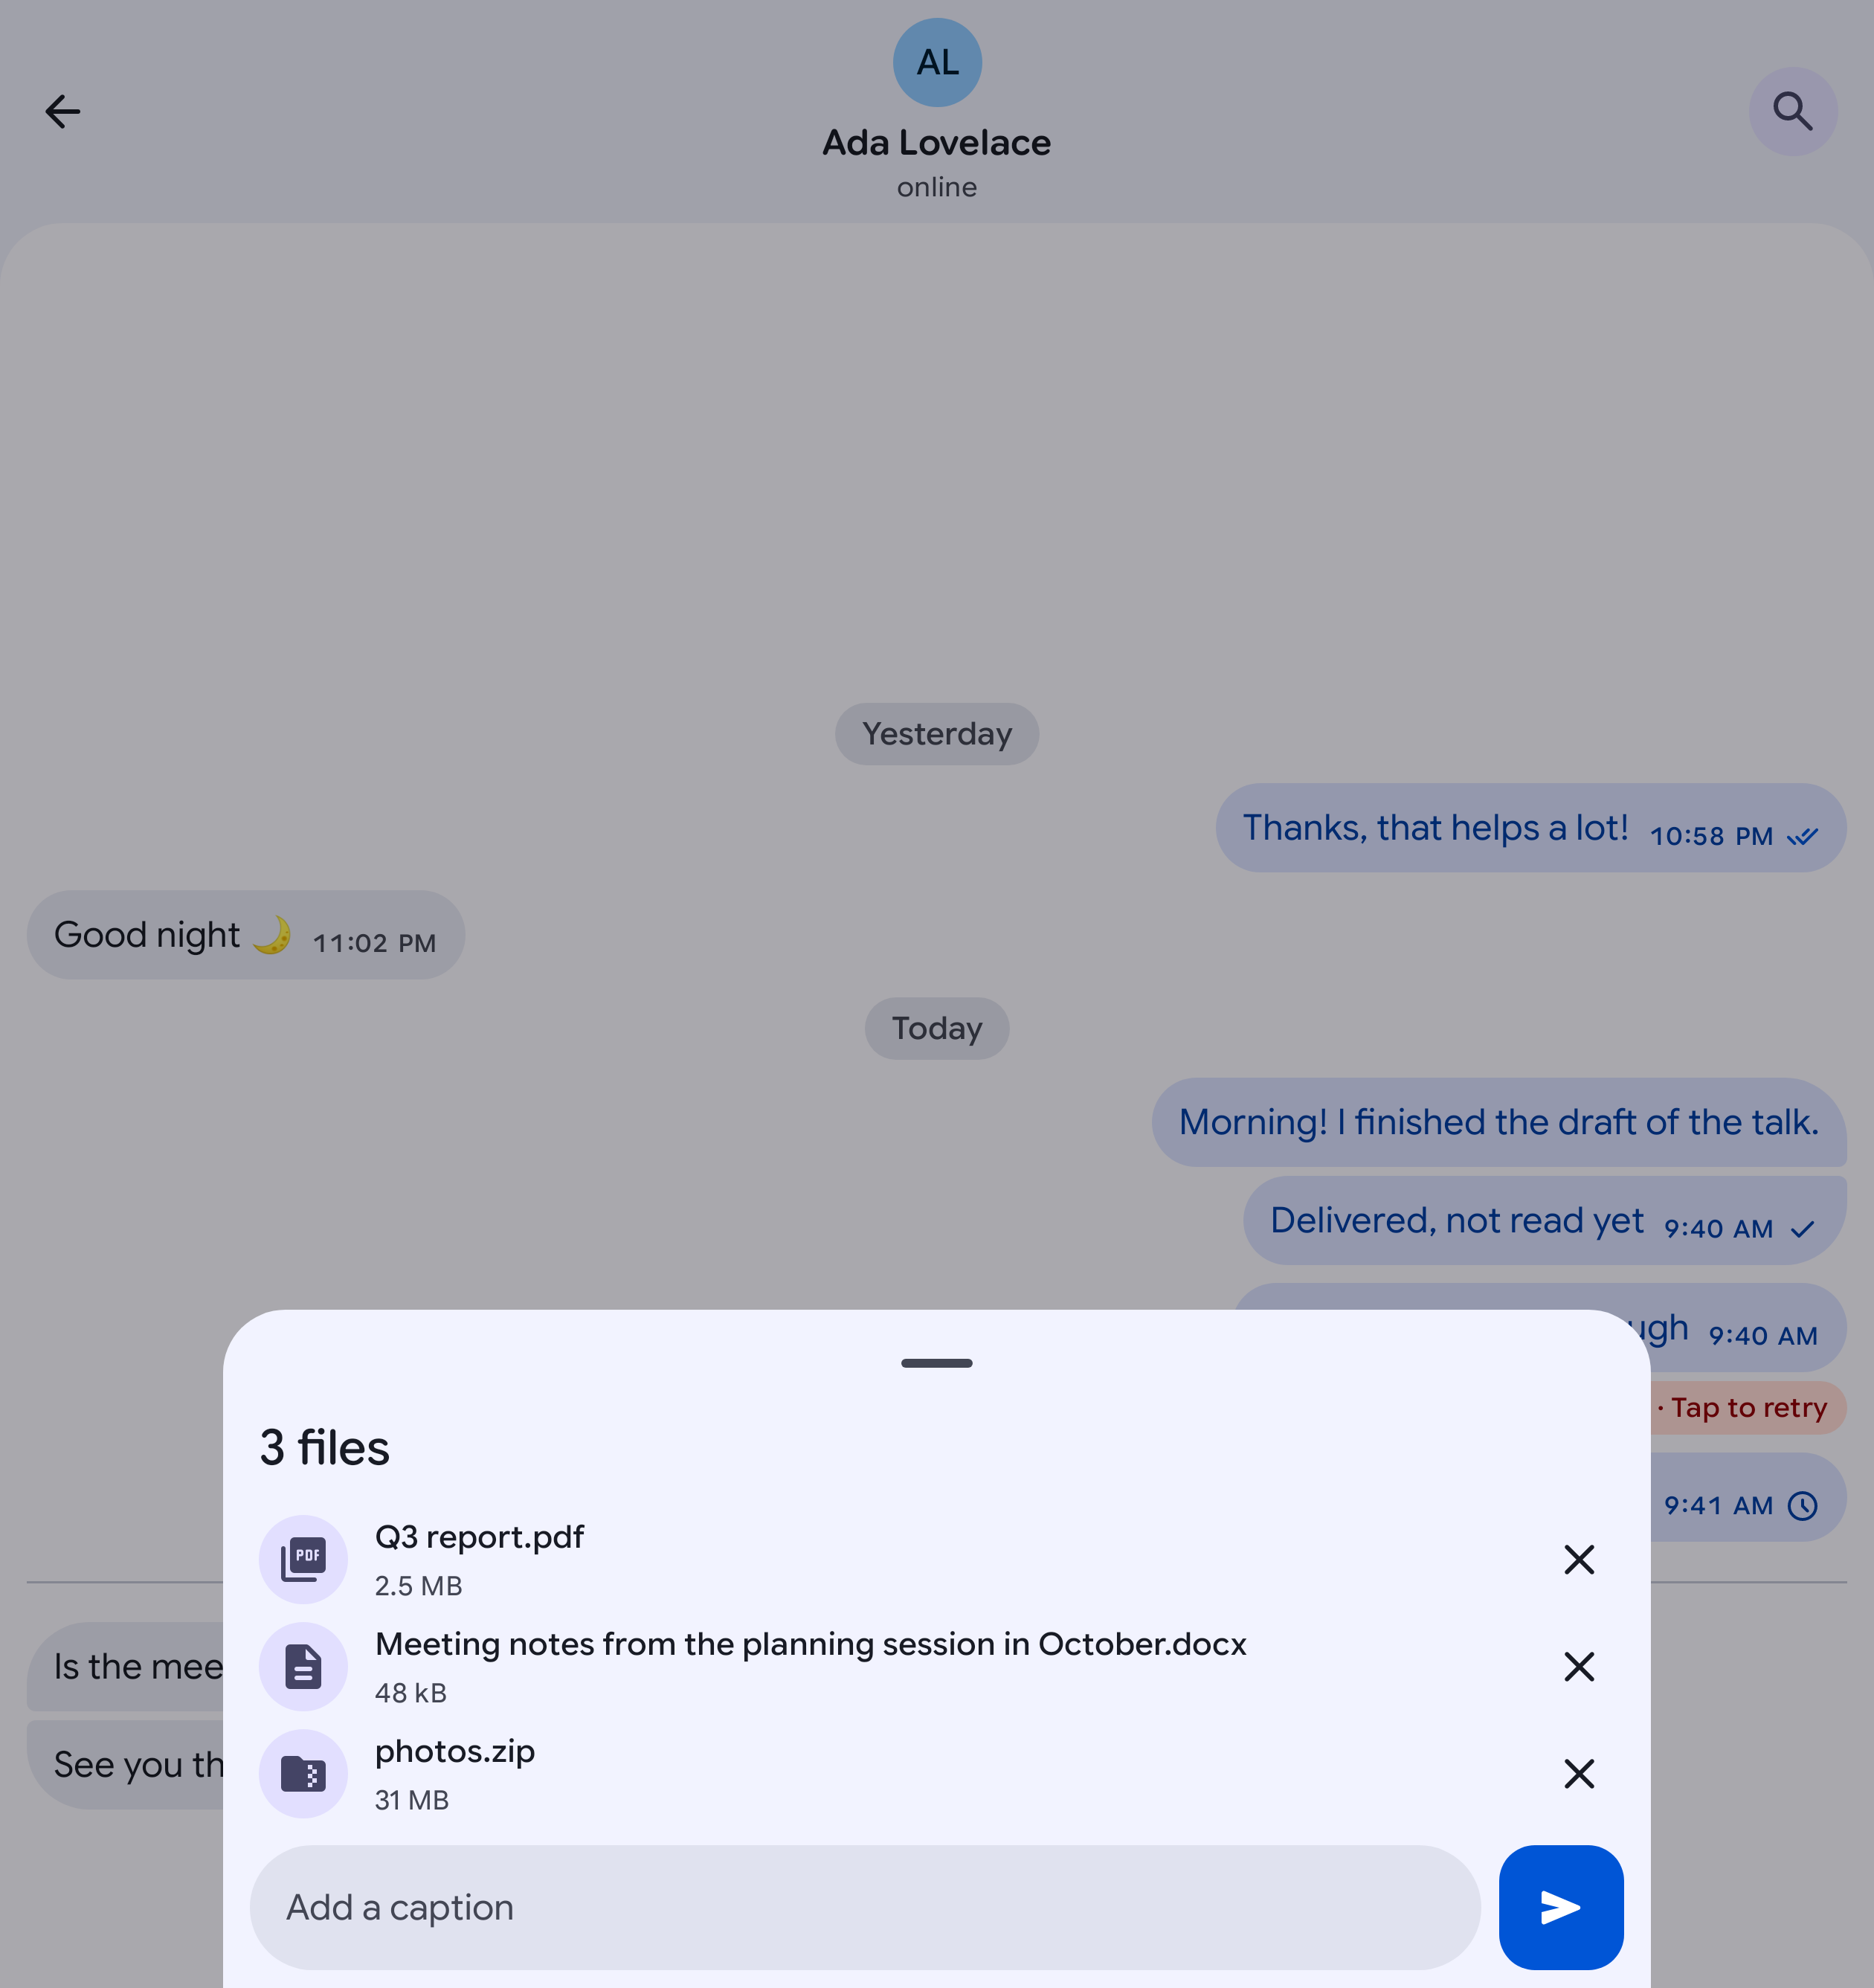 AL
Ada Lovelace
online
Yesterday
Thanks, that helps a lot! 10:58 PM
Good night 🌙 11:02 PM
Today
Morning! I finished the draft of the talk.
Delivered, not read yet 9:40 AM
9:40 AM
· Tap to retry
9:41 AM
3 files
PDF
Q3 report.pdf
2.5 MB
Meeting notes from the planning session in October.docx
48 kB
photos.zip
31 MB
Is the
See you
Add a caption